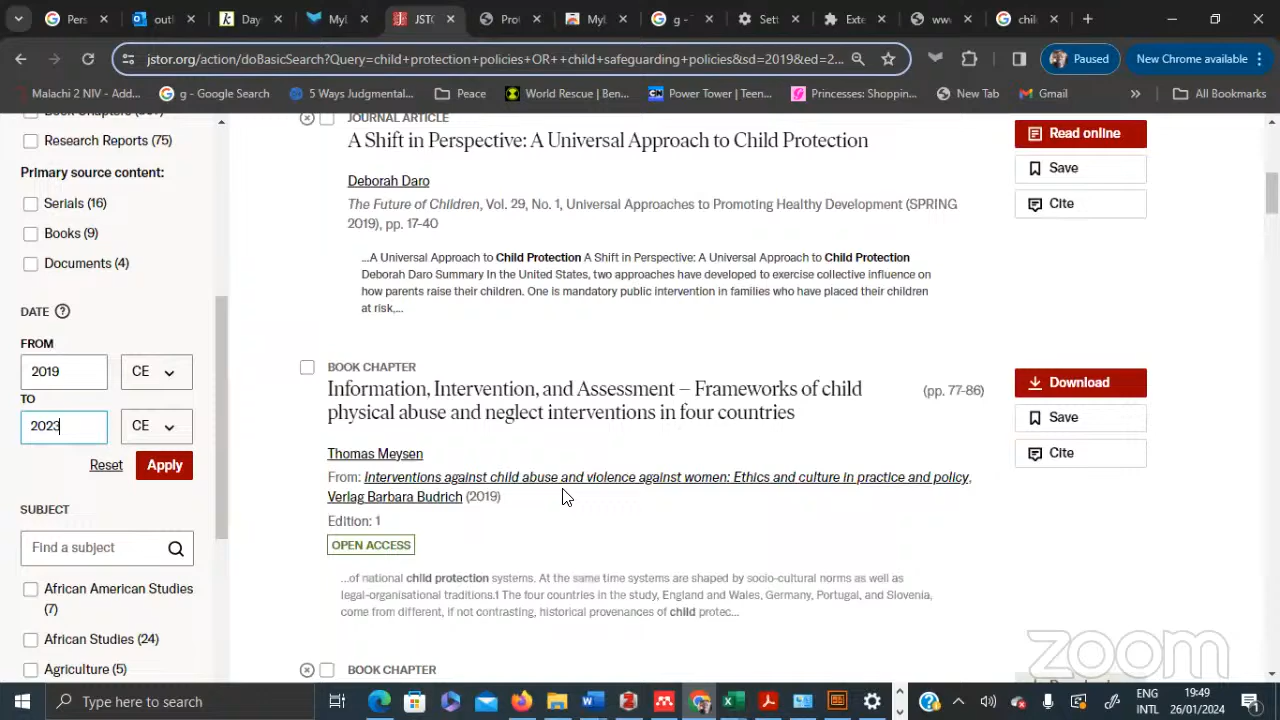 Pers
out
Day
My
JSTC
Prot
Myl
g -
Sett
Exte
ww
chil
jstor.org/action/doBasicSearch?Query=child+protection+policies+OR++child+safeguarding+policies&sd=2019&ed=2...
Paused
New Chrome available
Malachi 2 NIV - Add...
g - Google Search
5 Ways Judgmental...
Peace
World Rescue | Ben...
Power Tower | Teen...
Princesses: Shoppin...
New Tab
Gmail
All Bookmarks
Research Reports (75)
Primary source content:
Serials (16)
Books (9)
Documents (4)
DATE ?
FROM
2019
CE
TO
2023
CE
Reset
Apply
SUBJECT
Find a subject
African American Studies
(7)
African Studies (24)
Agriculture (5)
JOURNAL ARTICLE
A Shift in Perspective: A Universal Approach to Child Protection
Deborah Daro
The Future of Children, Vol. 29, No. 1, Universal Approaches to Promoting Healthy Development (SPRING
2019), pp. 17-40
...A Universal Approach to Child Protection A Shift in Perspective: A Universal Approach to Child Protection
Deborah Daro Summary In the United States, two approaches have developed to exercise collective influence on
how parents raise their children. One is mandatory public intervention in families who have placed their children
at risk,...
Read online
Save
Cite
BOOK CHAPTER
Information, Intervention, and Assessment – Frameworks of child
physical abuse and neglect interventions in four countries
(pp. 77-86)
Thomas Meysen
From: Interventions against child abuse and violence against women: Ethics and culture in practice and policy,
Verlag Barbara Budrich (2019)
Edition: 1
OPEN ACCESS
...of national child protection systems. At the same time systems are shaped by socio-cultural norms as well as
legal-organisational traditions.1 The four countries in the study, England and Wales, Germany, Portugal, and Slovenia,
come from different, if not contrasting, historical provenances of child protec...
Download
Save
Cite
BOOK CHAPTER
zoom
Type here to search
ENG
INTL
19:49
26/01/2024